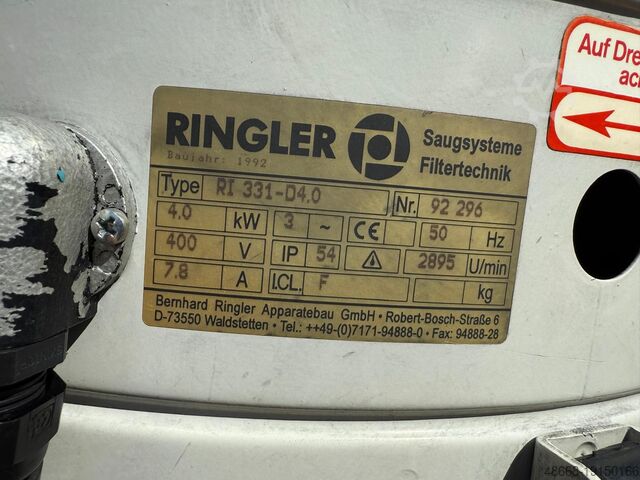 RINGLER
Saugsysteme
Filtertechnik
Baujahr: 1992
Type RI 331-D4.0 Nr. 92 296
4.0 kW 3 ~ CE 50 Hz
400 V IP 54 2895 U/min
7.8 A I.CL. F kg
Bernhard Ringler Apparatebau GmbH • Robert-Bosch-Straße 6
D-73550 Waldstetten • Tel.: ++49-(0)7171-94888-0 • Fax: 94888-28
Auf Dre
ac
48668-19150166